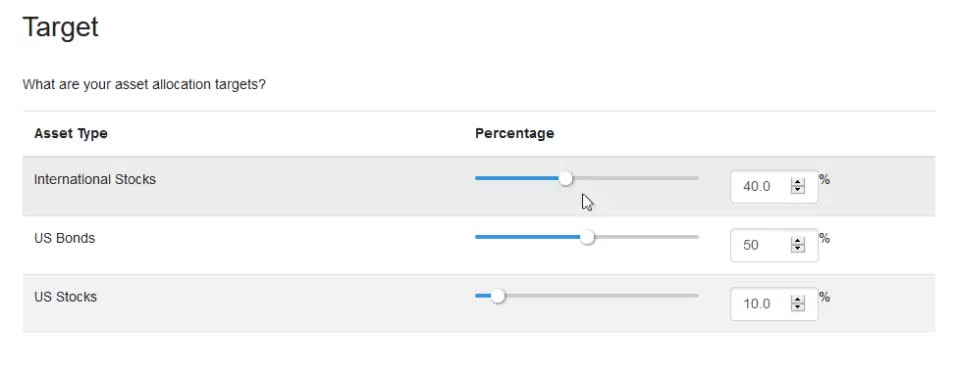 Target
What are your asset allocation targets?
Asset Type Percentage
International Stocks 40.0 %
US Bonds 50 %
US Stocks 10.0 %